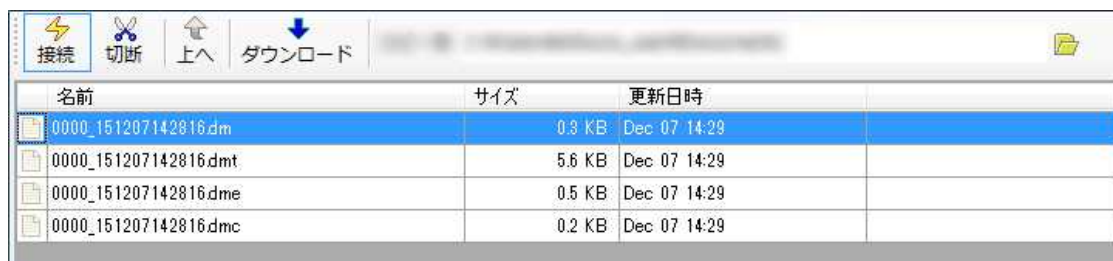 接続 切断 上へ ダウンロード
名前 サイズ 更新日時
0000_151207142816.dm 0.3 KB Dec 07 14:29
0000_151207142816.dmt 5.6 KB Dec 07 14:29
0000_151207142816.dme 0.5 KB Dec 07 14:29
0000_151207142816.dmc 0.2 KB Dec 07 14:29